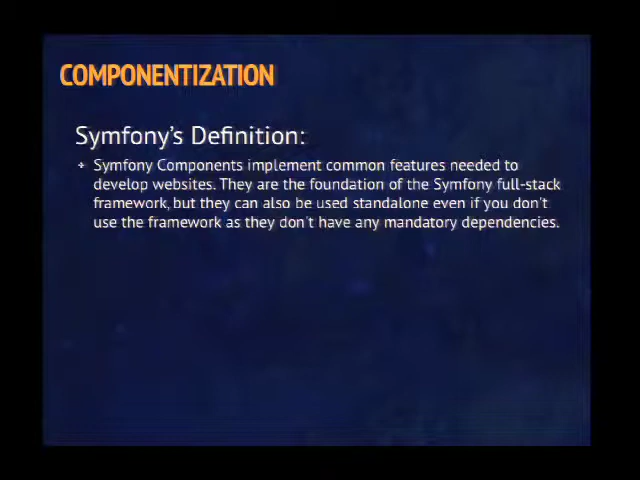 COMPONENTIZATION
Symfony's Definition:
Symfony Components implement common features needed to
develop websites. They are the foundation of the Symfony full-stack
framework, but they can also be used standalone even if you don't
use the framework as they don't have any mandatory dependencies.